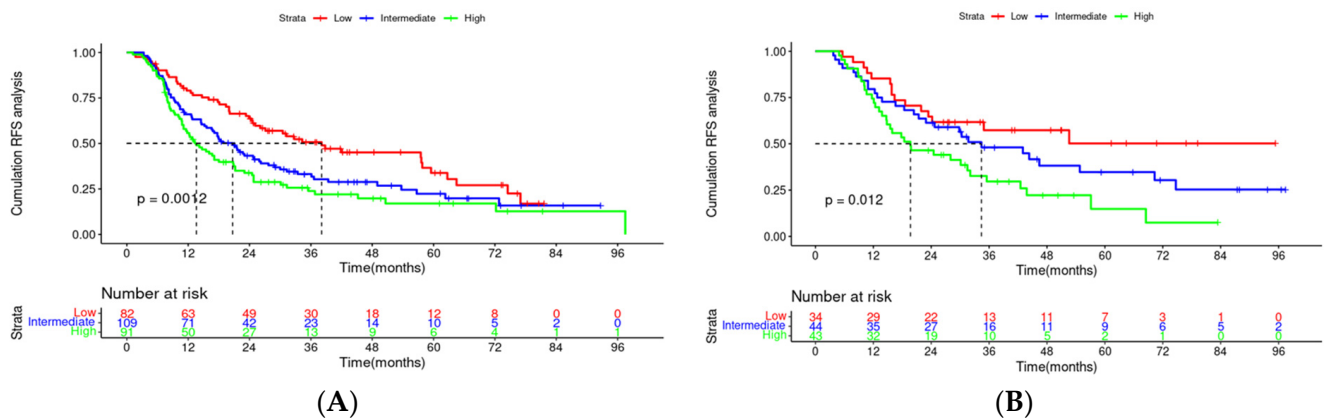 Strata Low Intermediate High
Cumulation RFS analysis
1.00
0.75
0.50
0.25
0.00
p = 0.0012
0 12 24 36 48 60 72 84 96
Time(months)
Number at risk
Strata
Low 82 63 49 30 18 12 8 0 0
Intermediate 109 71 42 23 14 10 5 2 0
High 91 50 27 13 9 6 4 1 0
0 12 24 36 48 60 72 84 96
Time(months)
(A)
Strata Low Intermediate High
Cumulation RFS analysis
1.00
0.75
0.50
0.25
0.00
p = 0.012
0 12 24 36 48 60 72 84 96
Time(months)
Number at risk
Strata
Low 34 29 22 13 11 7 3 1 0
Intermediate 44 35 27 16 11 9 6 5 2
High 43 32 19 10 5 2 1 0 0
0 12 24 36 48 60 72 84 96
Time(months)
(B)